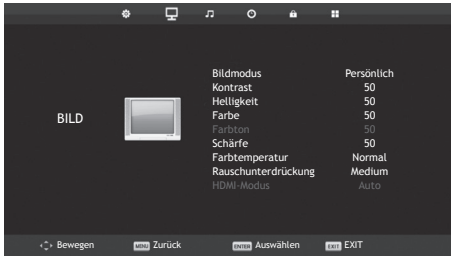 Bildmodus Persönlich
Kontrast 50
Helligkeit 50
BILD
Farbe 50
Farbton 50
Schärfe 50
Farbtemperatur Normal
Rauschunterdrückung Medium
HDMI-Modus Auto
Bewegen MENU Zurück ENTER Auswählen EXIT EXIT